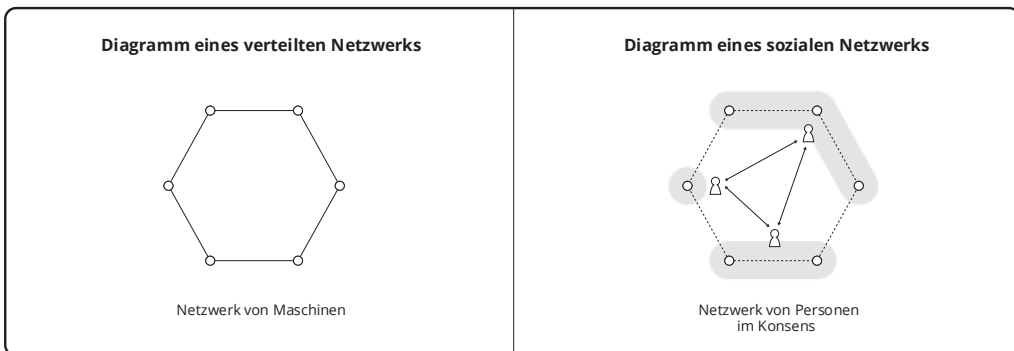 Diagramm eines verteilten Netzwerks
Netzwerk von Maschinen
Diagramm eines sozialen Netzwerks
Netzwerk von Personen
im Konsens